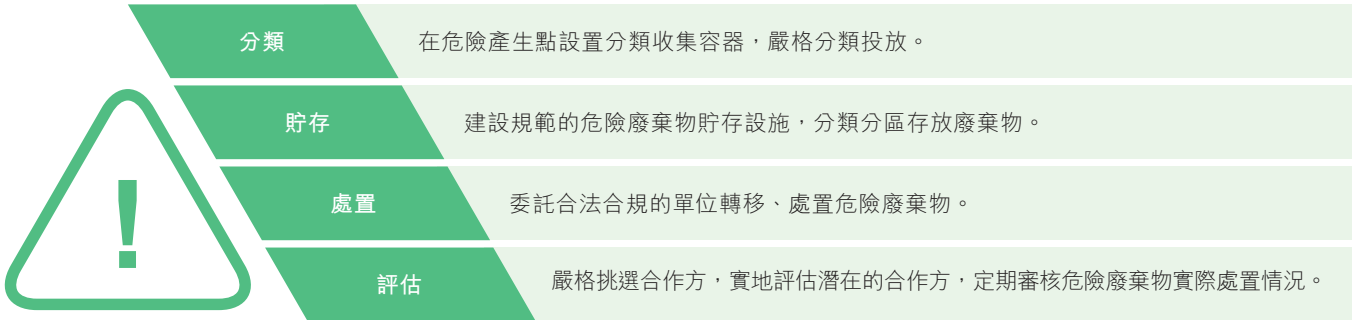 分類
在危險產生點設置分類收集容器，嚴格分類投放。
貯存
建設規範的危險廢棄物貯存設施，分類分區存放廢棄物。
處置
委託合法合規的單位轉移、處置危險廢棄物。
評估
嚴格挑選合作方，實地評估潛在的合作方，定期審核危險廢棄物實際處置情況。
!